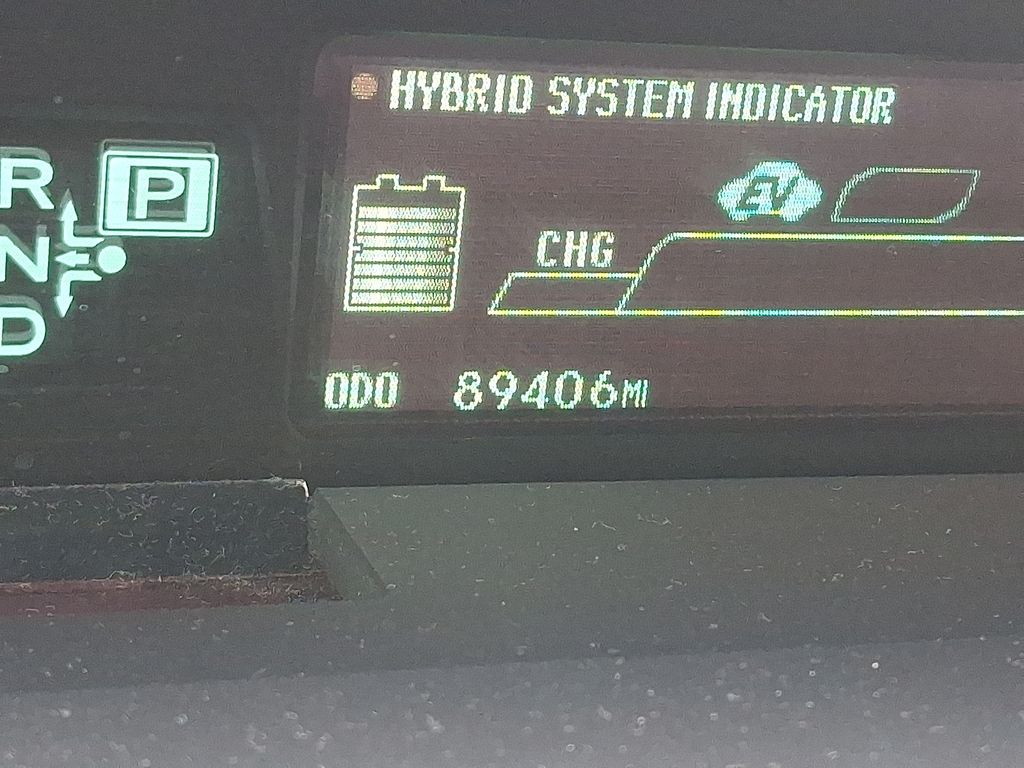 HYBRID SYSTEM INDICATOR
R P
EV
N CHG
D
ODO 89406MI